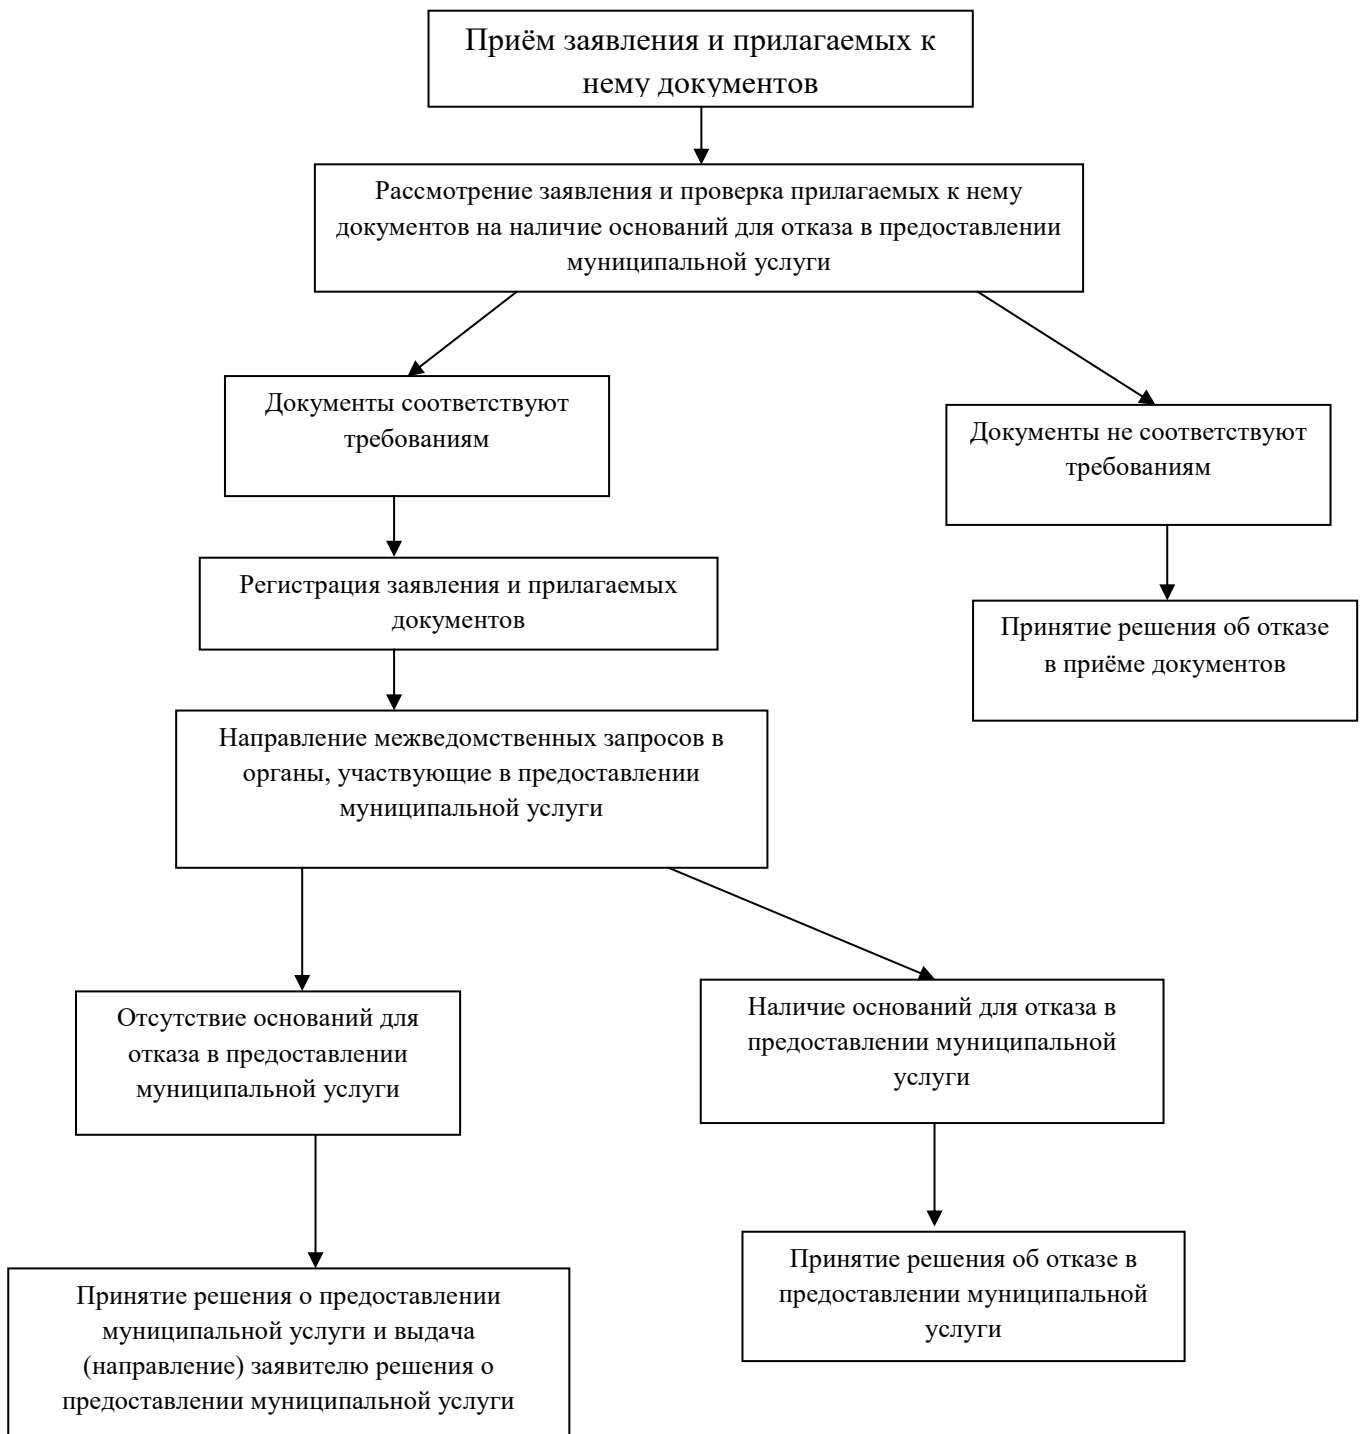 Приём заявления и прилагаемых к
нему документов
Рассмотрение заявления и проверка прилагаемых к нему
документов на наличие оснований для отказа в предоставлении
муниципальной услуги
Документы соответствуют
требованиям
Документы не соответствуют
требованиям
Регистрация заявления и прилагаемых
документов
Принятие решения об отказе
в приёме документов
Направление межведомственных запросов в
органы, участвующие в предоставлении
муниципальной услуги
Отсутствие оснований для
отказа в предоставлении
муниципальной услуги
Наличие оснований для отказа в
предоставлении муниципальной
услуги
Принятие решения об отказе в
предоставлении муниципальной
услуги
Принятие решения о предоставлении
муниципальной услуги и выдача
(направление) заявителю решения о
предоставлении муниципальной услуги